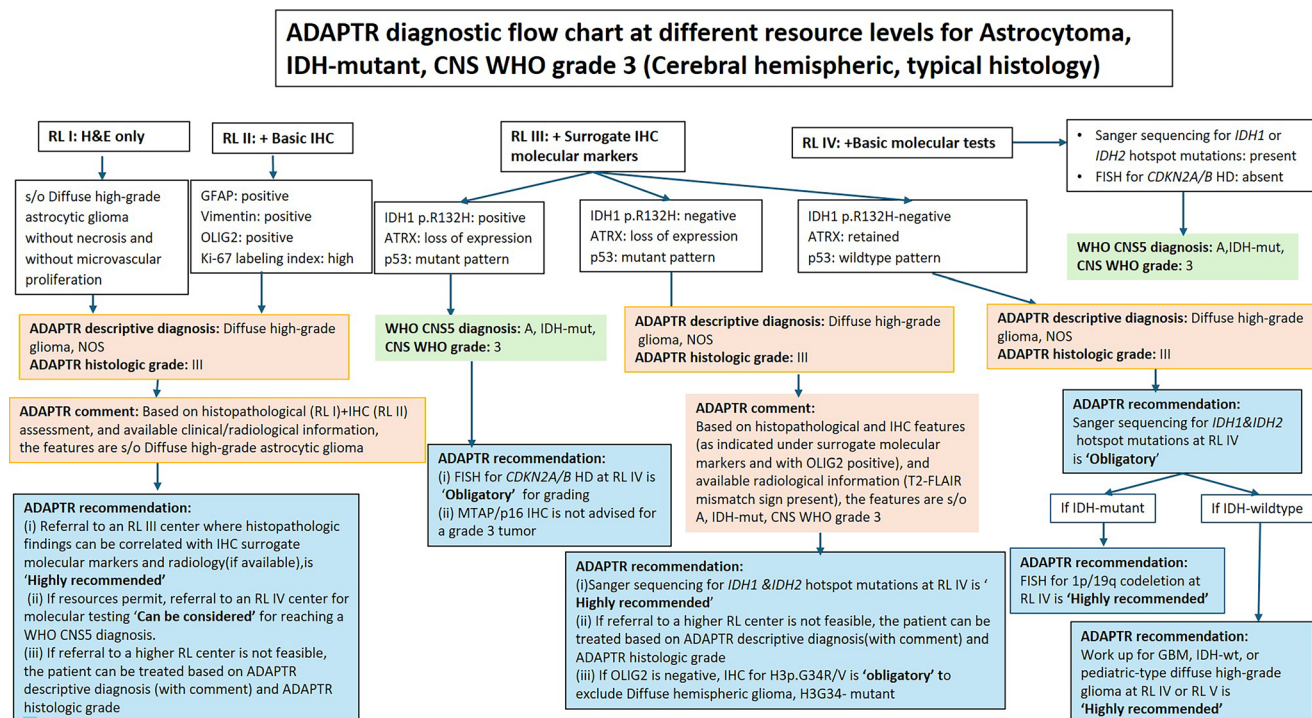 ADAPTR diagnostic flow chart at different resource levels for Astrocytoma,
IDH-mutant, CNS WHO grade 3 (Cerebral hemispheric, typical histology)
RL I: H&E only
s/o Diffuse high-grade
astrocytic glioma
without necrosis and
without microvascular
proliferation
RL II: + Basic IHC
GFAP: positive
Vimentin: positive
OLIG2: positive
Ki-67 labeling index: high
ADAPTR descriptive diagnosis: Diffuse high-grade
glioma, NOS
ADAPTR histologic grade: III
ADAPTR comment: Based on histopathological (RL I)+IHC (RL II)
assessment, and available clinical/radiological information,
the features are s/o Diffuse high-grade astrocytic glioma
ADAPTR recommendation:
(i) Referral to an RL III center where histopathologic
findings can be correlated with IHC surrogate
molecular markers and radiology(if available),is
‘Highly recommended’
(ii) If resources permit, referral to an RL IV center for
molecular testing ‘Can be considered’ for reaching a
WHO CNS5 diagnosis.
(iii) If referral to a higher RL center is not feasible,
the patient can be treated based on ADAPTR
descriptive diagnosis (with comment) and ADAPTR
histologic grade
RL III: + Surrogate IHC
molecular markers
IDH1 p.R132H: positive
ATRX: loss of expression
p53: mutant pattern
WHO CNS5 diagnosis: A, IDH-mut,
CNS WHO grade: 3
ADAPTR recommendation:
(i) FISH for CDKN2A/B HD at RL IV is
‘Obligatory’ for grading
(ii) MTAP/p16 IHC is not advised for
a grade 3 tumor
IDH1 p.R132H: negative
ATRX: loss of expression
p53: mutant pattern
ADAPTR descriptive diagnosis: Diffuse high-grade
glioma, NOS
ADAPTR histologic grade: III
ADAPTR comment:
Based on histopathological and IHC features
(as indicated under surrogate molecular
markers and with OLIG2 positive), and
available radiological information (T2-FLAIR
mismatch sign present), the features are s/o
A, IDH-mut, CNS WHO grade 3
ADAPTR recommendation:
(i)Sanger sequencing for IDH1 &IDH2 hotspot mutations at RL IV is ‘
Highly recommended’
(ii) If referral to a higher RL center is not feasible, the patient can be
treated based on ADAPTR descriptive diagnosis(with comment) and
ADAPTR histologic grade
(iii) If OLIG2 is negative, IHC for H3p.G34R/V is ‘obligatory’ to
exclude Diffuse hemispheric glioma, H3G34- mutant
IDH1 p.R132H-negative
ATRX: retained
p53: wildtype pattern
ADAPTR descriptive diagnosis: Diffuse high-grade
glioma, NOS
ADAPTR histologic grade: III
ADAPTR recommendation:
Sanger sequencing for IDH1&IDH2
hotspot mutations at RL IV
is ‘Obligatory’
If IDH-mutant
If IDH-wildtype
ADAPTR recommendation:
FISH for 1p/19q codeletion at
RL IV is ‘Highly recommended’
ADAPTR recommendation:
Work up for GBM, IDH-wt, or
pediatric-type diffuse high-grade
glioma at RL IV or RL V is
‘Highly recommended’
RL IV: +Basic molecular tests
• Sanger sequencing for IDH1 or
IDH2 hotspot mutations: present
• FISH for CDKN2A/B HD: absent
WHO CNS5 diagnosis: A,IDH-mut,
CNS WHO grade: 3